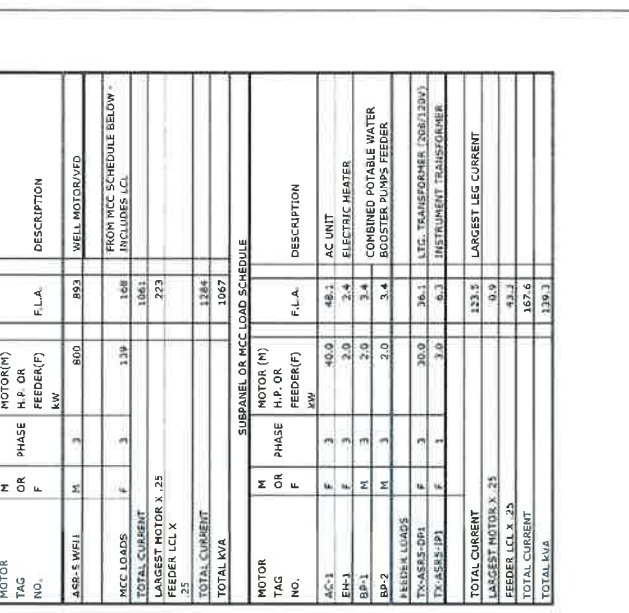 MOTOR TAG NO. M OR F PHASE MOTOR(M) H.P. OR FEEDER(F) kW F.L.A. DESCRIPTION
ASR-5 WELL M 3 800 893 WELL MOTOR/VFD
MCC LOADS F 3 139 168 FROM MCC SCHEDULE BELOW - INCLUDES LCL
TOTAL CURRENT 1061
LARGEST MOTOR X .25 223
FEEDER LCL X .25
TOTAL CURRENT 1284
TOTAL KVA 1067
SUBPANEL OR MCC LOAD SCHEDULE
MOTOR TAG NO. M OR F PHASE MOTOR (M) H.P. OR FEEDER(F) kW F.L.A. DESCRIPTION
AC-1 F 3 40.0 48.1 AC UNIT
EH-1 F 3 2.0 2.4 ELECTRIC HEATER
BP-1 M 3 2.0 3.4 COMBINED POTABLE WATER
BP-2 M 3 2.0 3.4 BOOSTER PUMPS FEEDER
FEEDER LOADS
TX-ASR5-DP1 F 3 30.0 36.1 LTG. TRANSFORMER (208/120V)
TX-ASR5-IP1 F 1 3.0 6.3 INSTRUMENT TRANSFORMER
TOTAL CURRENT 123.5 LARGEST LEG CURRENT
LARGEST MOTOR X .25 0.9
FEEDER LCL X .25 43.2
TOTAL CURRENT 167.6
TOTAL KVA 139.3